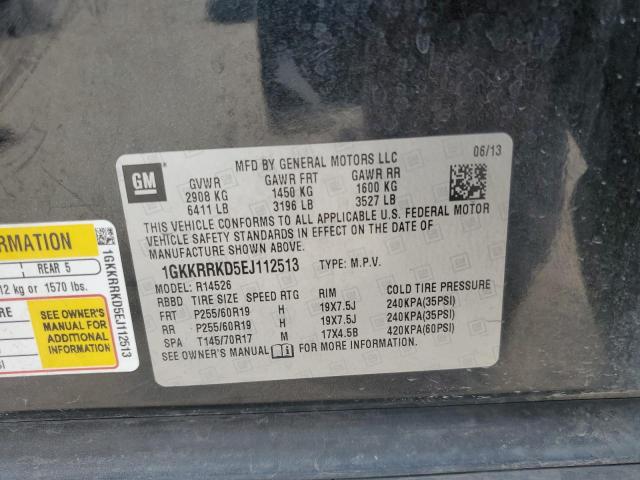 GM
MFD BY GENERAL MOTORS LLC
06/13
GVWR GAWR FRT GAWR RR
2908 KG 1450 KG 1600 KG
6411 LB 3196 LB 3527 LB
THIS VEHICLE CONFORMS TO ALL APPLICABLE U.S. FEDERAL MOTOR
VEHICLE SAFETY STANDARDS IN EFFECT ON THE DATE OF
MANUFACTURE SHOWN ABOVE.
1GKKRRKD5EJ112513 TYPE: M.P.V.
MODEL: R14526
RBBD TIRE SIZE SPEED RTG RIM COLD TIRE PRESSURE
FRT P255/60R19 H 19X7.5J 240KPA(35PSI)
RR P255/60R19 H 19X7.5J 240KPA(35PSI)
SPA T145/70R17 M 17X4.5B 420KPA(60PSI)
SEE OWNER'S MANUAL FOR MORE INFORMATION.
REAR 5
kg or 1570 lbs.
SEE OWNER'S
MANUAL FOR
ADDITIONAL
INFORMATION
1GKKRRKD5EJ112513